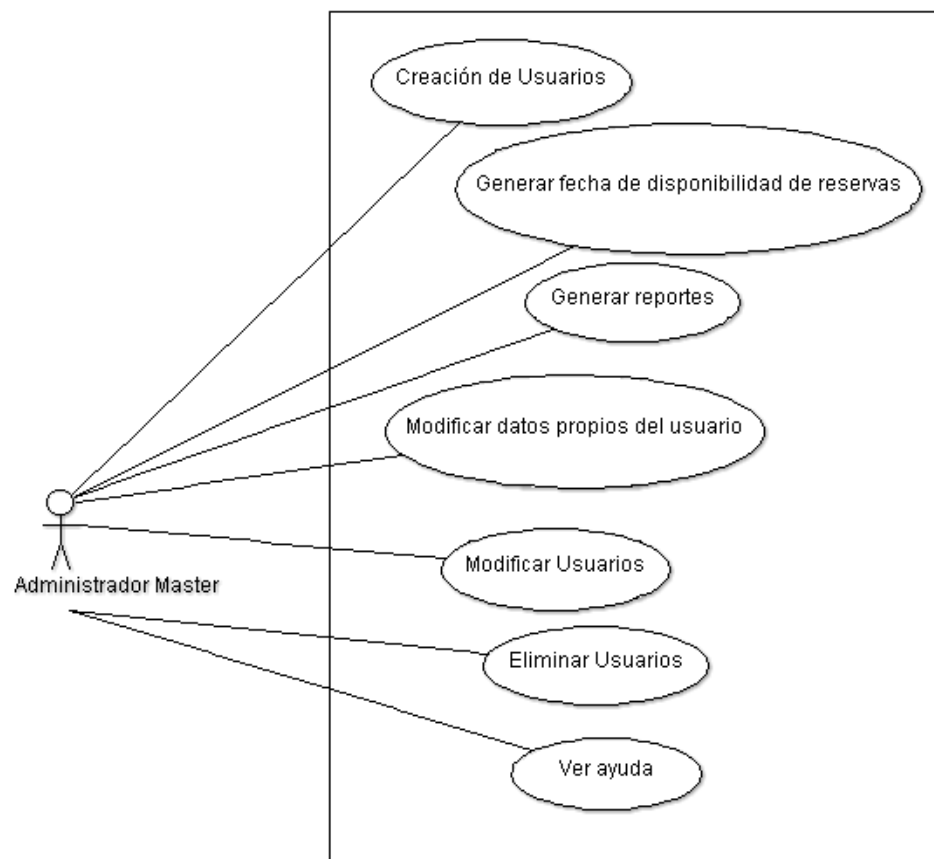 Creación de Usuarios
Generar fecha de disponibilidad de reservas
Generar reportes
Modificar datos propios del usuario
Modificar Usuarios
Administrador Master
Eliminar Usuarios
Ver ayuda